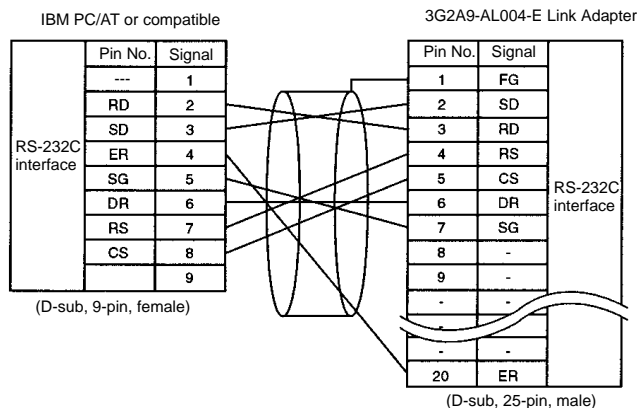 IBM PC/AT or compatible
3G2A9-AL004-E Link Adapter
Pin No. Signal
--- 1
RD 2
SD 3
ER 4
SG 5
DR 6
RS 7
CS 8
9
RS-232C
interface
(D-sub, 9-pin, female)
Pin No. Signal
1 FG
2 SD
3 RD
4 RS
5 CS
6 DR
7 SG
8 -
9 -
- -
- -
- -
20 ER
RS-232C
interface
(D-sub, 25-pin, male)